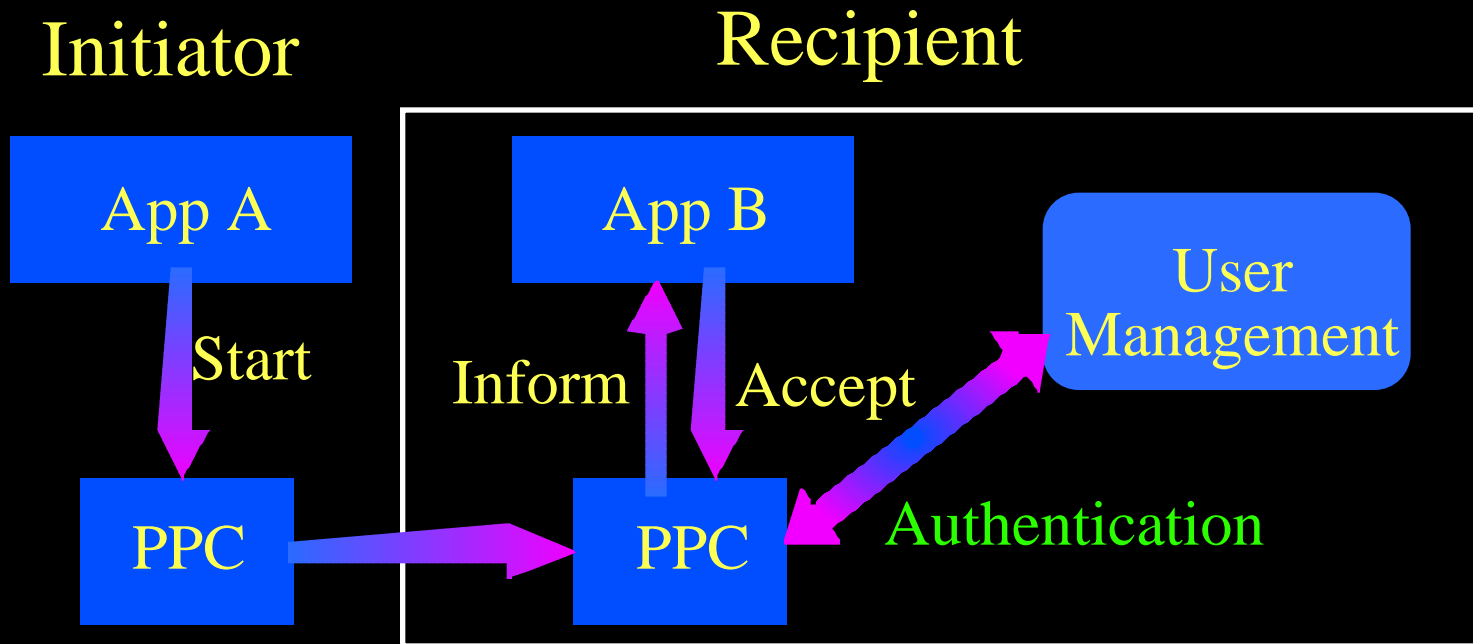 Initiator
Recipient
App A
App B
User
Management
Start
Inform
Accept
Authentication
PPC
PPC